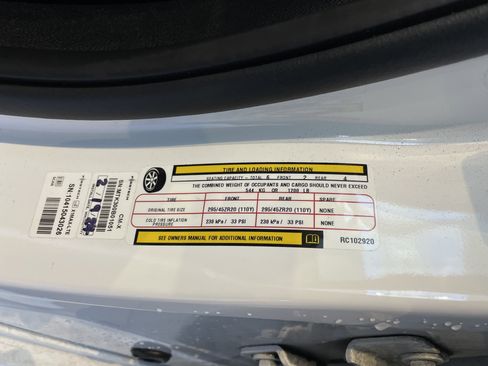 TIRE AND LOADING INFORMATION
SEATING CAPACITY - TOTAL 6 FRONT 2 REAR 4
THE COMBINED WEIGHT OF OCCUPANTS AND CARGO SHOULD NEVER EXCEED
544 KG OR 1200 LB
TIRE FRONT REAR SPARE
ORIGINAL TIRE SIZE 295/45ZR20 (110Y) 295/45ZR20 (110Y) NONE
COLD TIRE INFLATION PRESSURE 230 kPa / 33 PSI 230 kPa / 33 PSI NONE
SEE OWNERS MANUAL FOR ADDITIONAL INFORMATION
RC102920
CM-X